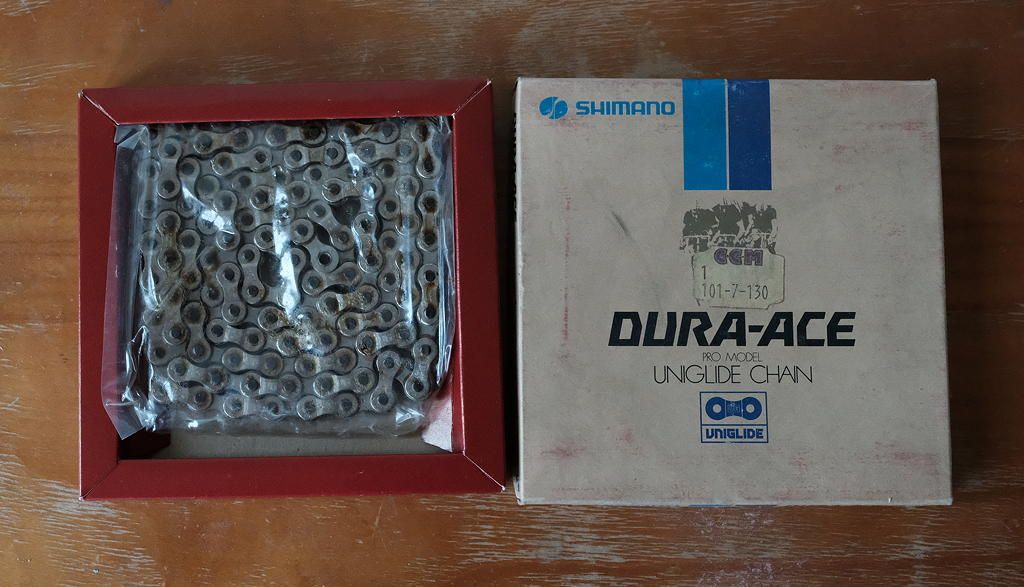 SHIMANO
CCM
1
101-7-130
DURA-ACE
PRO MODEL
UNIGLIDE CHAIN
UNIGLIDE